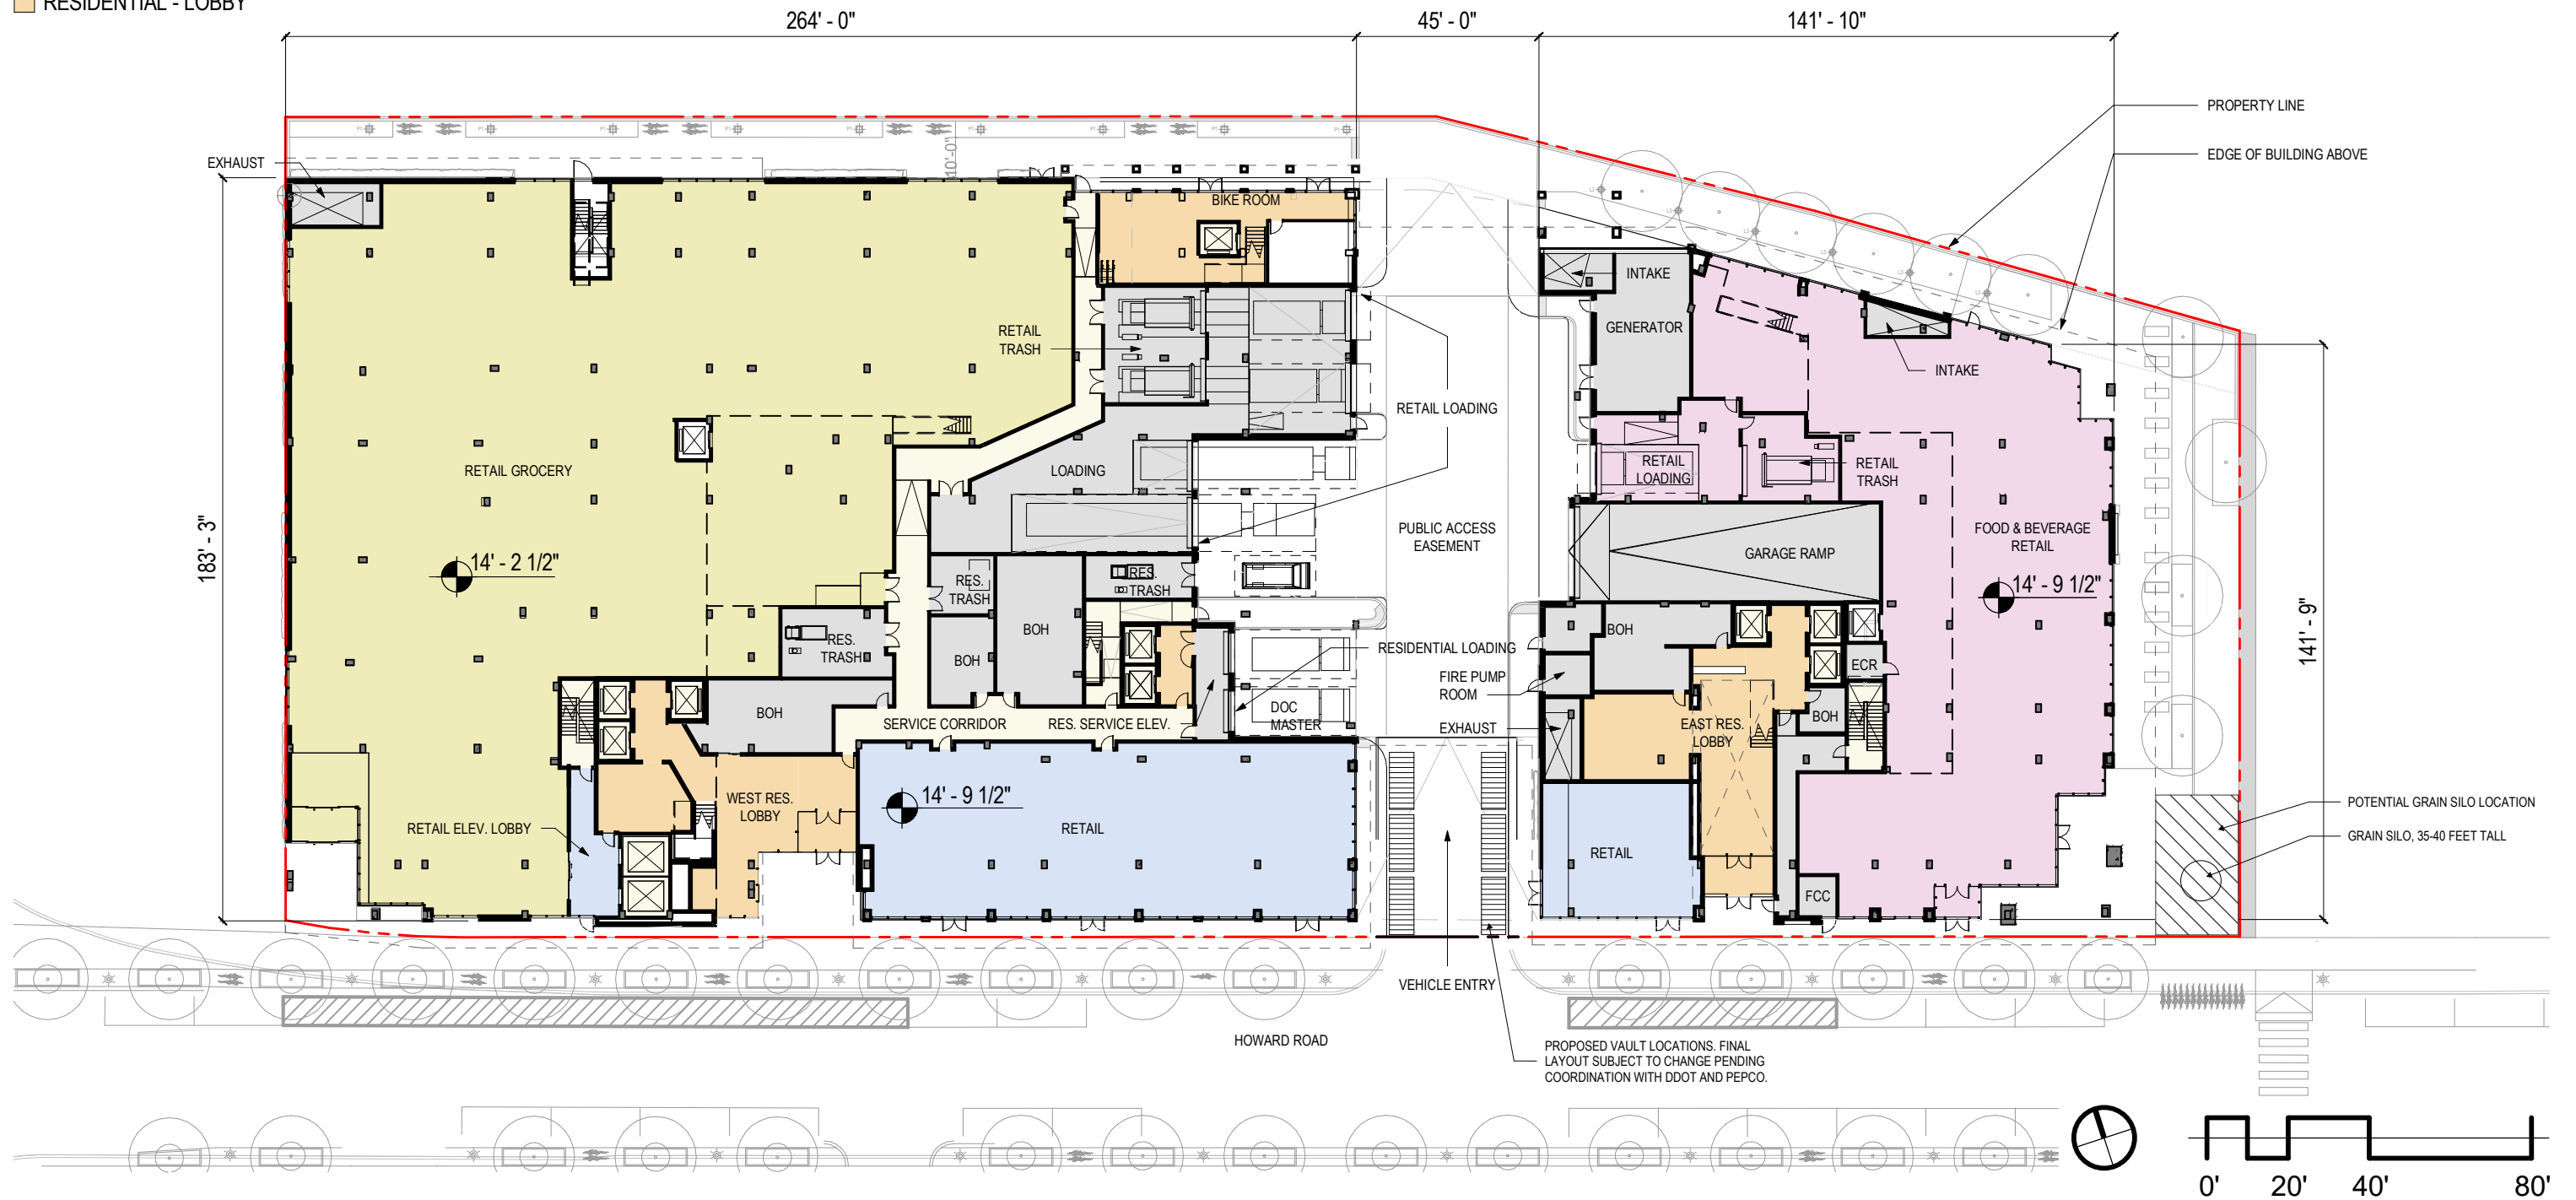 RESIDENTIAL - LOBBY
264' - 0"
45' - 0"
141' - 10"
PROPERTY LINE
EDGE OF BUILDING ABOVE
EXHAUST
10'-0"
BIKE ROOM
INTAKE
GENERATOR
RETAIL
TRASH
INTAKE
RETAIL LOADING
RETAIL GROCERY
LOADING
RETAIL
LOADING
RETAIL
TRASH
183' - 3"
PUBLIC ACCESS
EASEMENT
FOOD & BEVERAGE
RETAIL
GARAGE RAMP
14' - 2 1/2"
14' - 9 1/2"
RES.
TRASH
RES.
TRASH
BOH
BOH
RES.
TRASH
BOH
RESIDENTIAL LOADING
141' - 9"
ECR
FIRE PUMP
ROOM
BOH
SERVICE CORRIDOR
RES. SERVICE ELEV.
DOC
MASTER
EXHAUST
EAST RES.
LOBBY
BOH
WEST RES.
LOBBY
14' - 9 1/2"
RETAIL ELEV. LOBBY
RETAIL
RETAIL
POTENTIAL GRAIN SILO LOCATION
GRAIN SILO, 35-40 FEET TALL
FCC
VEHICLE ENTRY
HOWARD ROAD
PROPOSED VAULT LOCATIONS. FINAL
LAYOUT SUBJECT TO CHANGE PENDING
COORDINATION WITH DDOT AND PEPCO.
0' 20' 40' 80'